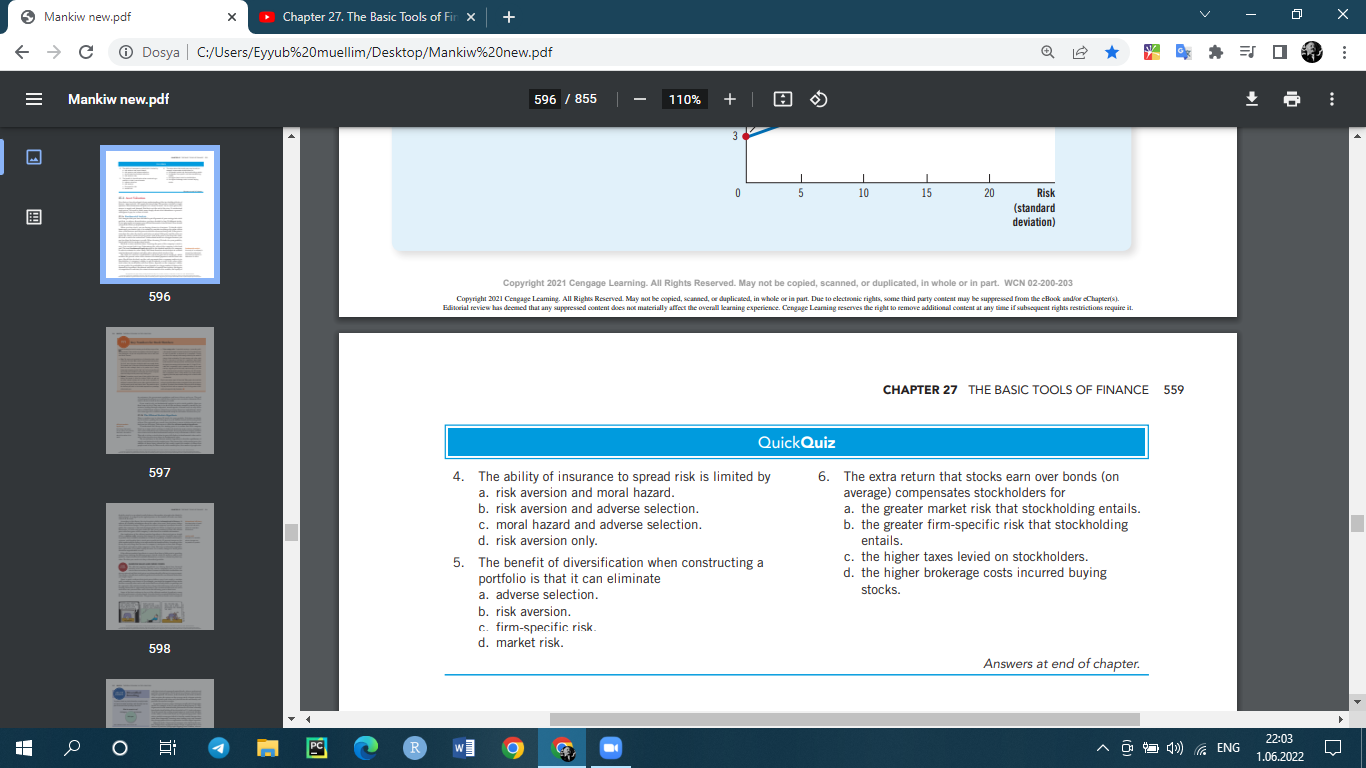 Mankiw new.pdf
Chapter 27. The Basic Tools of Fin
Dosya
C:/Users/Eyyub%20muellim/Desktop/Mankiw%20new.pdf
Mankiw new.pdf
596 / 855
110%
596
597
598
3
0 5 10 15 20 Risk
(standard
deviation)
Copyright 2021 Cengage Learning. All Rights Reserved. May not be copied, scanned, or duplicated, in whole or in part. WCN 02-200-203
Copyright 2021 Cengage Learning. All Rights Reserved. May not be copied, scanned, or duplicated, in whole or in part. Due to electronic rights, some third party content may be suppressed from the eBook and/or eChapter(s).
Editorial review has deemed that any suppressed content does not materially affect the overall learning experience. Cengage Learning reserves the right to remove additional content at any time if subsequent rights restrictions require it.
CHAPTER 27 THE BASIC TOOLS OF FINANCE 559
QuickQuiz
4. The ability of insurance to spread risk is limited by
a. risk aversion and moral hazard.
b. risk aversion and adverse selection.
c. moral hazard and adverse selection.
d. risk aversion only.
5. The benefit of diversification when constructing a
portfolio is that it can eliminate
a. adverse selection.
b. risk aversion.
c. firm-specific risk.
d. market risk.
6. The extra return that stocks earn over bonds (on
average) compensates stockholders for
a. the greater market risk that stockholding entails.
b. the greater firm-specific risk that stockholding
entails.
c. the higher taxes levied on stockholders.
d. the higher brokerage costs incurred buying
stocks.
Answers at end of chapter.
PC
R
W
ENG
22:03
1.06.2022